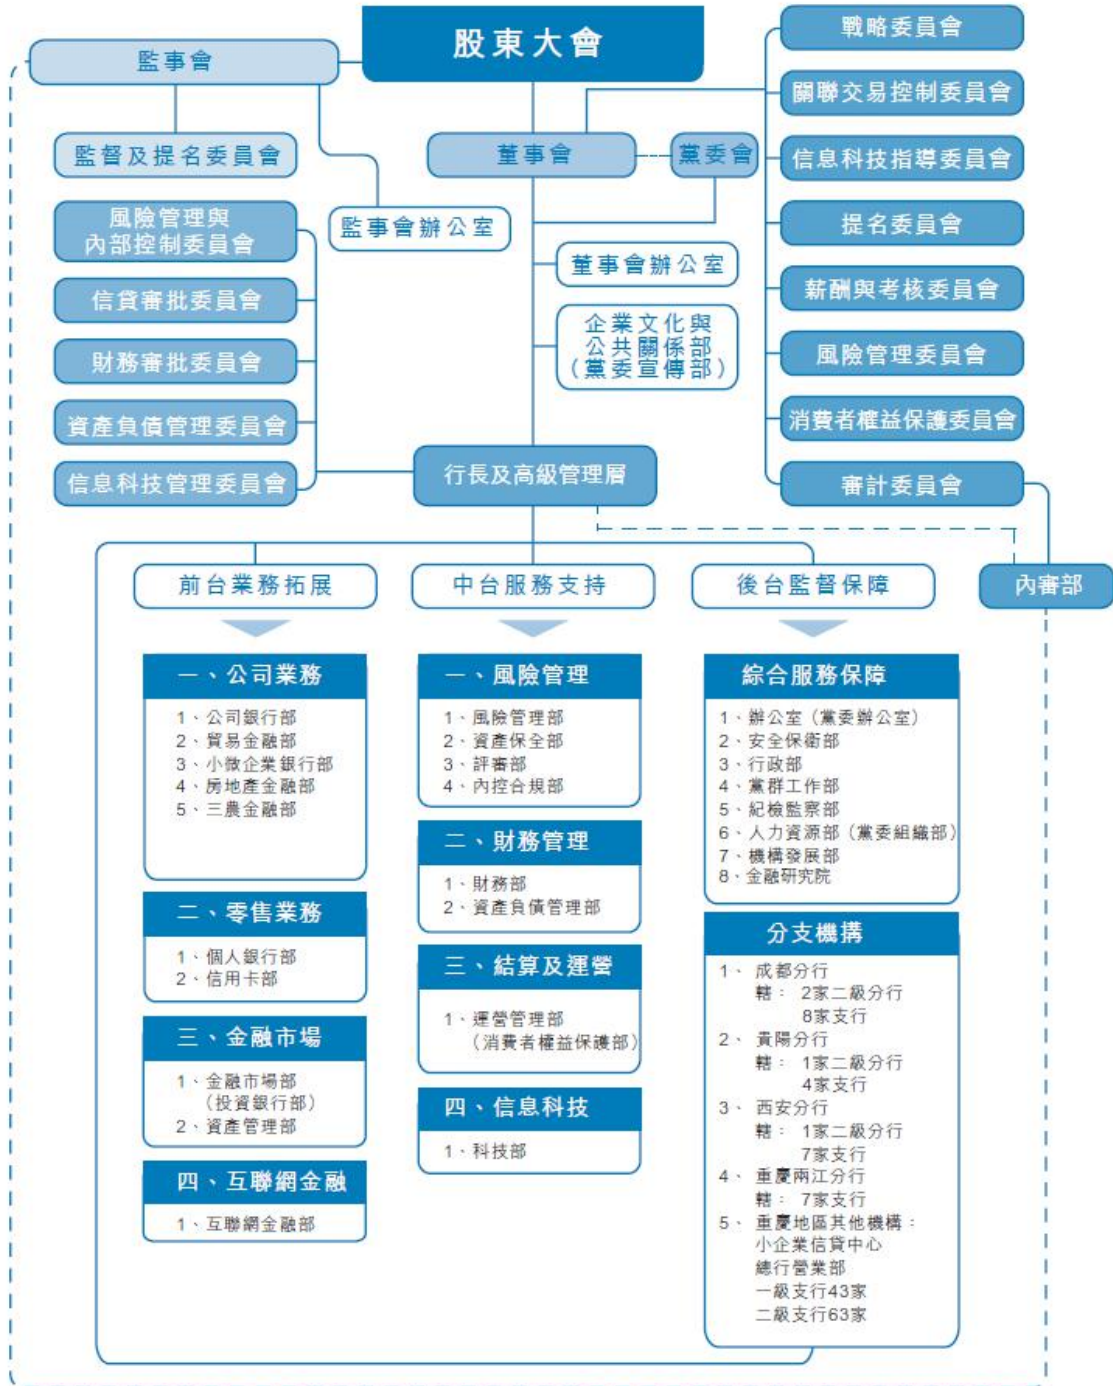 股東大會
監事會
監督及提名委員會
監事會辦公室
董事會
黨委會
戰略委員會
關聯交易控制委員會
信息科技指導委員會
提名委員會
薪酬與考核委員會
風險管理委員會
消費者權益保護委員會
審計委員會
風險管理與
內部控制委員會
信貸審批委員會
財務審批委員會
資產負債管理委員會
信息科技管理委員會
董事會辦公室
企業文化與
公共關係部
（黨委宣傳部）
行長及高級管理層
內審部
前台業務拓展
一、公司業務
1、公司銀行部
2、貿易金融部
3、小微企業銀行部
4、房地產金融部
5、三農金融部
二、零售業務
1、個人銀行部
2、信用卡部
三、金融市場
1、金融市場部
（投資銀行部）
2、資產管理部
四、互聯網金融
1、互聯網金融部
中台服務支持
一、風險管理
1、風險管理部
2、資產保全部
3、評審部
4、內控合規部
二、財務管理
1、財務部
2、資產負債管理部
三、結算及運營
1、運營管理部
（消費者權益保護部）
四、信息科技
1、科技部
後台監督保障
綜合服務保障
1、辦公室（黨委辦公室）
2、安全保衛部
3、行政部
4、黨群工作部
5、紀檢監察部
6、人力資源部（黨委組織部）
7、機構發展部
8、金融研究院
分支機構
1、 成都分行
轄： 2家二級分行
8家支行
2、 貴陽分行
轄： 1家二級分行
4家支行
3、 西安分行
轄： 1家二級分行
7家支行
4、 重慶兩江分行
轄： 7家支行
5、 重慶地區其他機構：
小企業信貸中心
總行營業部
一級支行43家
二級支行63家